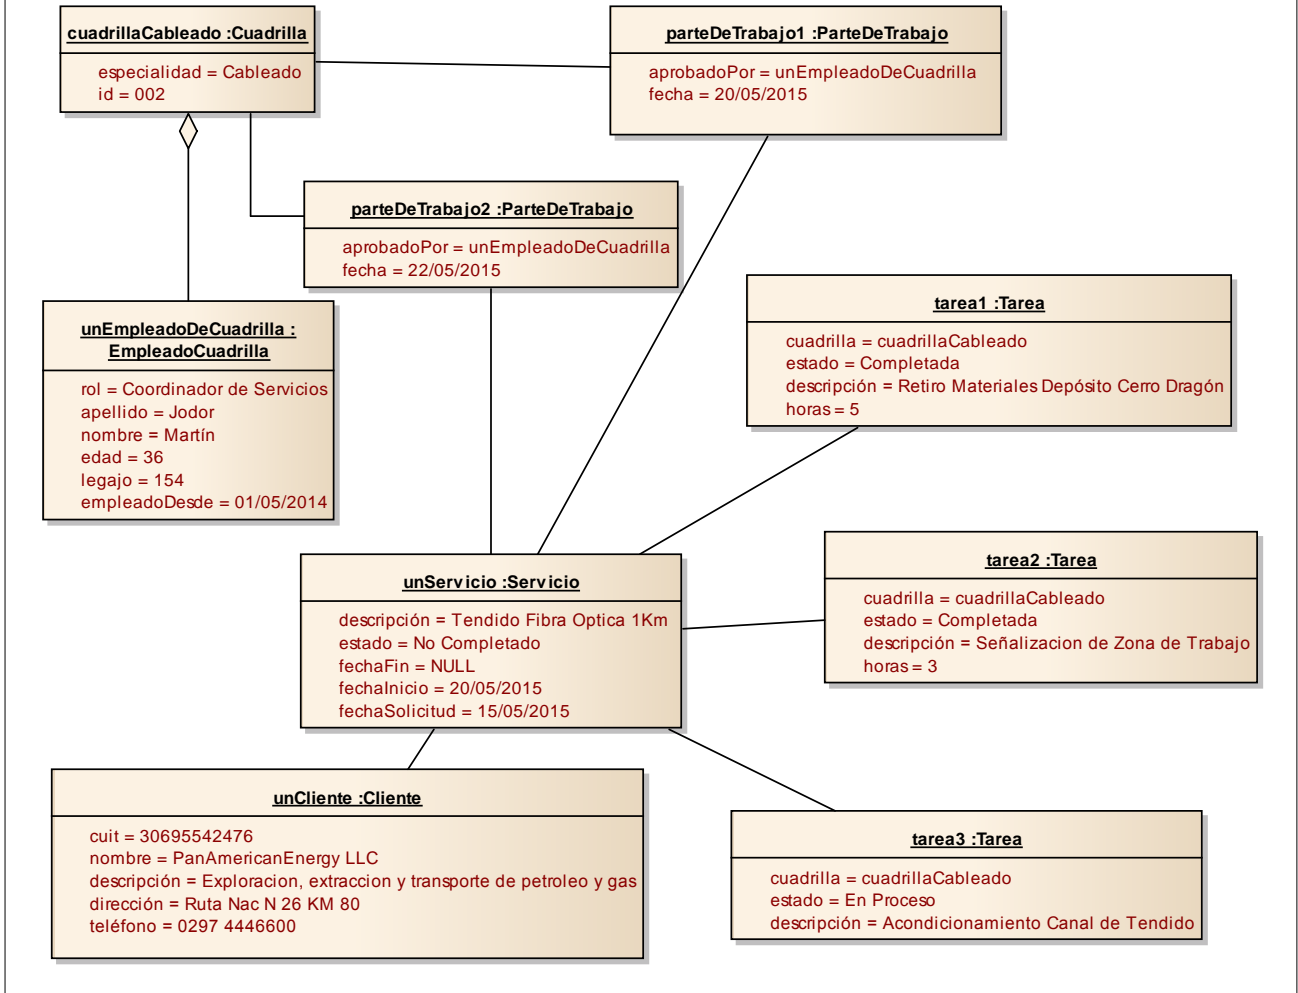 cuadrillaCableado :Cuadrilla
especialidad = Cableado
id = 002
parteDeTrabajo1 :ParteDeTrabajo
aprobadoPor = unEmpleadoDeCuadrilla
fecha = 20/05/2015
parteDeTrabajo2 :ParteDeTrabajo
aprobadoPor = unEmpleadoDeCuadrilla
fecha = 22/05/2015
unEmpleadoDeCuadrilla :
EmpleadoCuadrilla
rol = Coordinador de Servicios
apellido = Jodor
nombre = Martín
edad = 36
legajo = 154
empleadoDesde = 01/05/2014
tarea1 :Tarea
cuadrilla = cuadrillaCableado
estado = Completada
descripción = Retiro Materiales Depósito Cerro Dragón
horas = 5
tarea2 :Tarea
cuadrilla = cuadrillaCableado
estado = Completada
descripción = Señalizacion de Zona de Trabajo
horas = 3
unServicio :Servicio
descripción = Tendido Fibra Optica 1Km
estado = No Completado
fechaFin = NULL
fechaInicio = 20/05/2015
fechaSolicitud = 15/05/2015
unCliente :Cliente
cuit = 30695542476
nombre = PanAmericanEnergy LLC
descripción = Exploracion, extraccion y transporte de petroleo y gas
dirección = Ruta Nac N 26 KM 80
teléfono = 0297 4446600
tarea3 :Tarea
cuadrilla = cuadrillaCableado
estado = En Proceso
descripción = Acondicionamiento Canal de Tendido